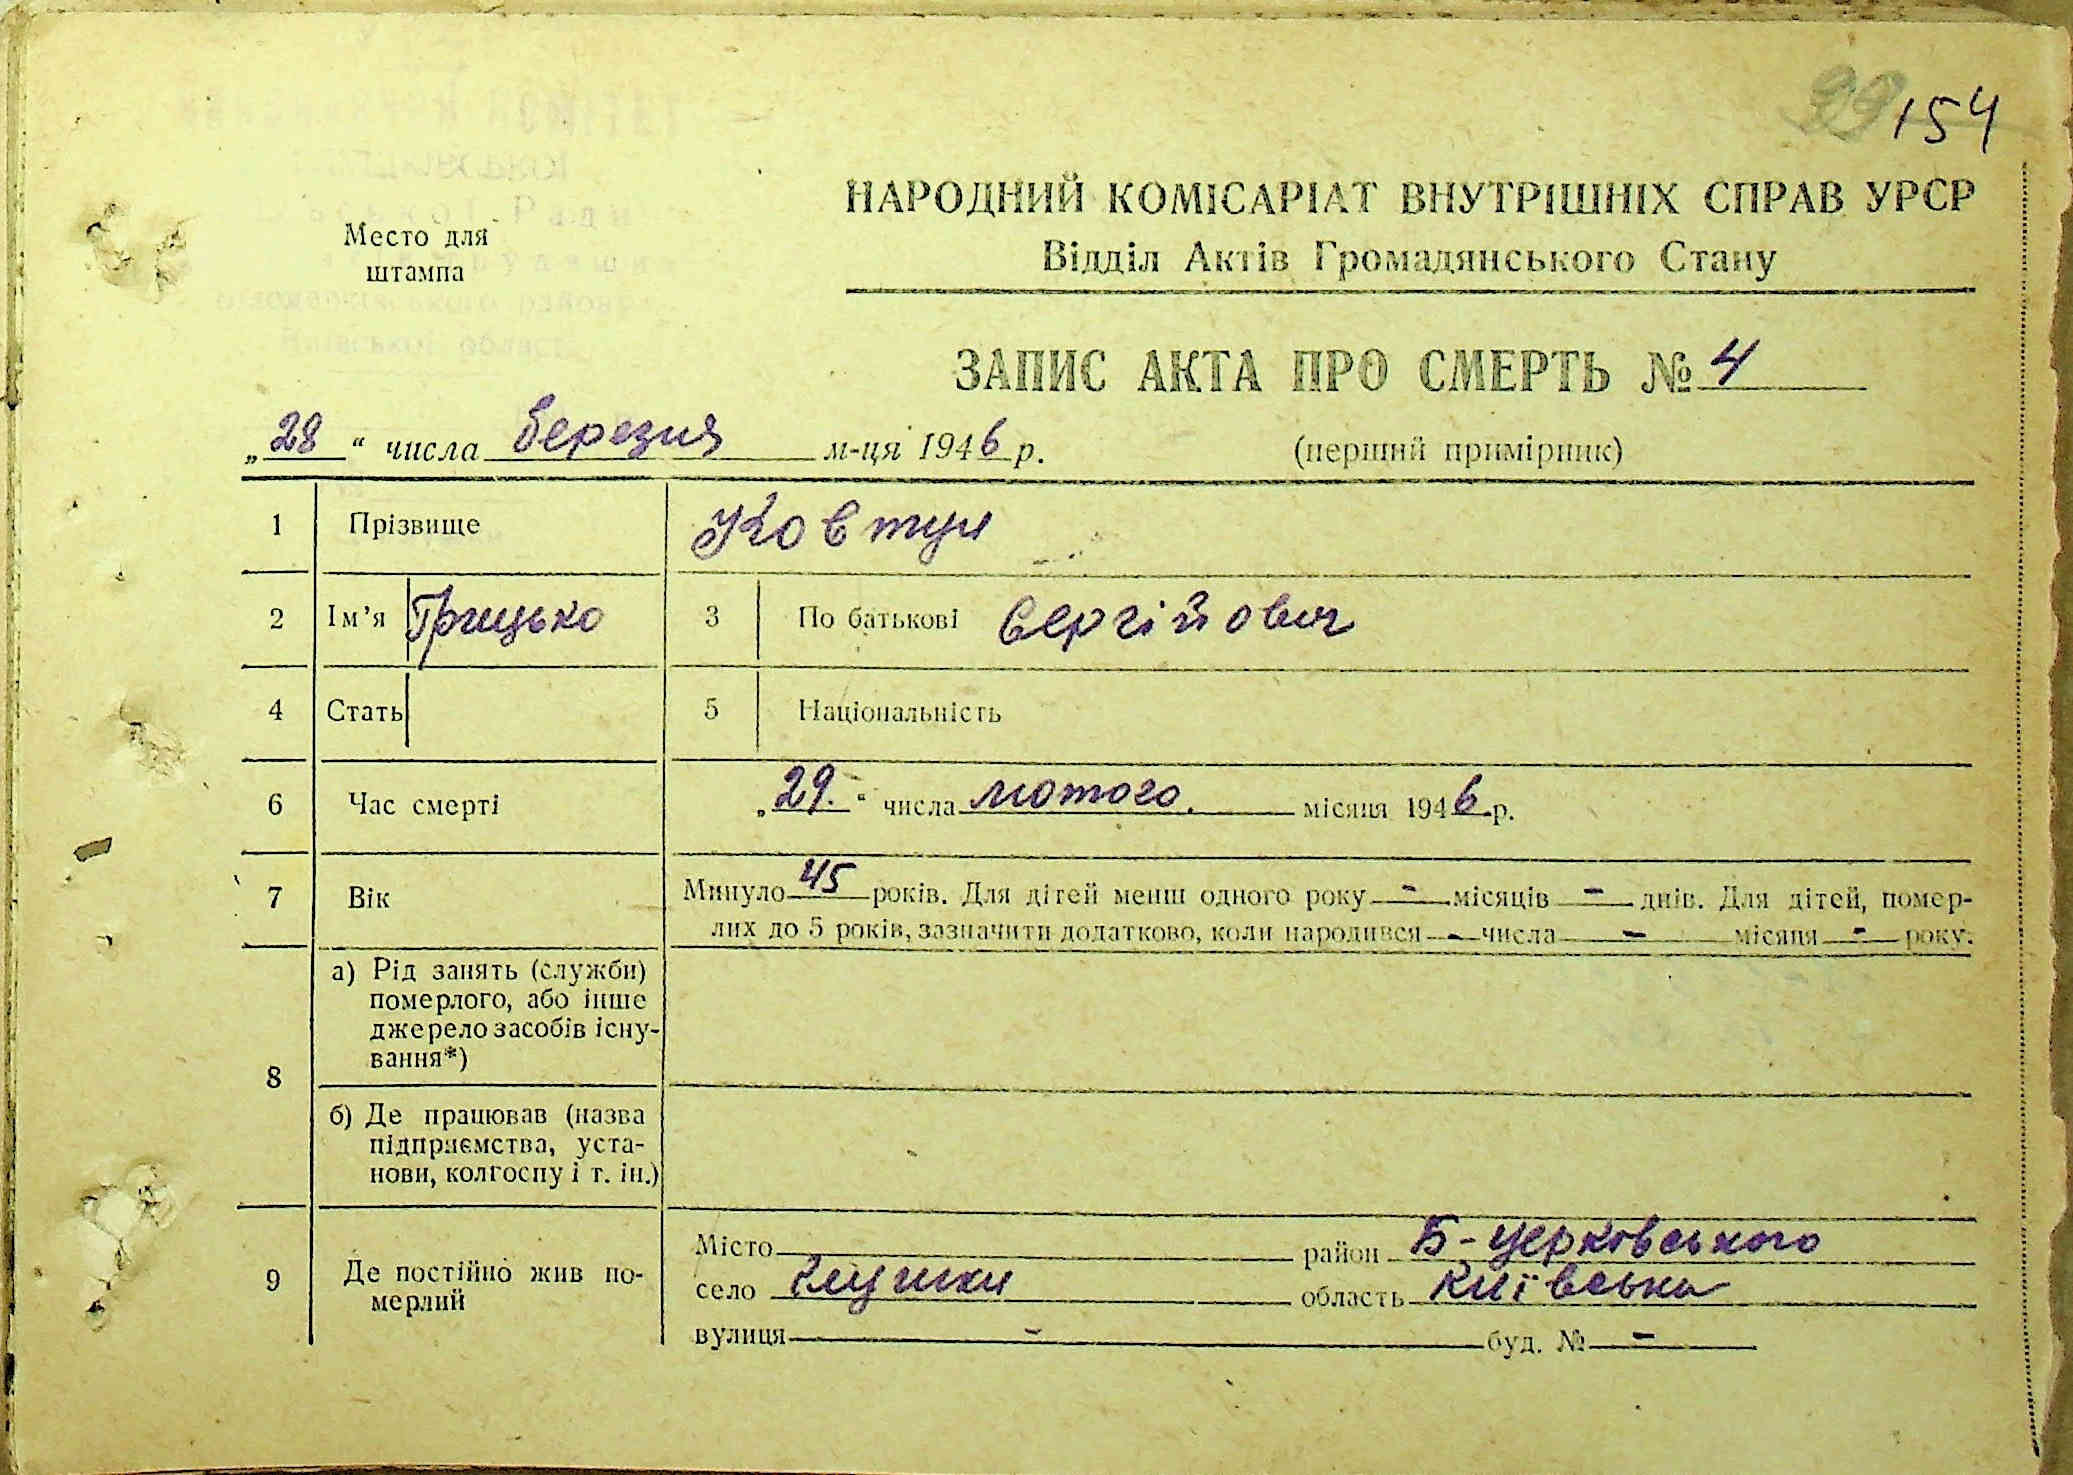 154
НАРОДНИЙ КОМІСАРІАТ ВНУТРІШНІХ СПРАВ УРСР
Відділ Актів Громадянського Стану
Место для
штампа
ЗАПИС АКТА ПРО СМЕРТЬ № 4
„28“ числа березня м-ця 1946 р.
(перший примірник)
1 Прізвище Ковтун
2 Ім’я Грицько 3 По батькові Сергійович
4 Стать 5 Національність
6 Час смерті „29.“ числа лютого. місяця 1946 р.
7 Вік Минуло 45 років. Для дітей менш одного року - місяців - днів. Для дітей, помер-
лих до 5 років, зазначити додатково, коли народився - числа - місяця - року.
8 а) Рід занять (служби)
померлого, або інше
джерело засобів існу-
вання*)
б) Де працював (назва
підприємства, уста-
нови, колгоспу і т. ін.)
9 Де постійно жив по-
мерлий
Місто район Б-церковського
село Глушки область Київська
вулиця - буд. № -